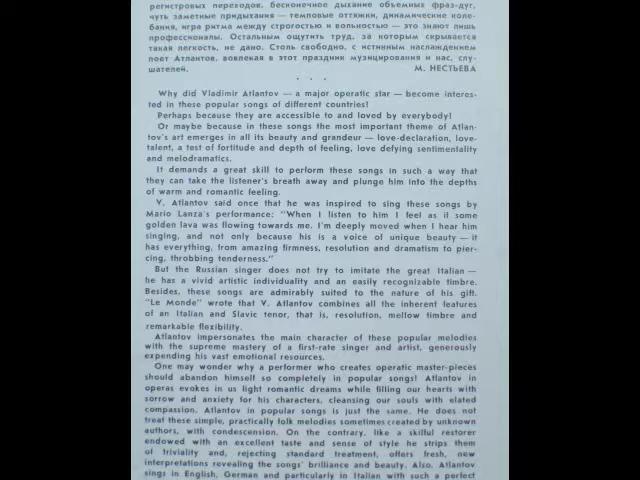 регистровых переходов, бесконечное дыхание объемных фраз-дуг,
чуть заметные придыхания — темповые оттяжки, динамические коле-
бания, игра ритма между строгостью и вольностью — это знают лишь
профессионалы. Остальным ощутить труд, за которым скрывается
такая легкость, не дано. Столь свободно, с истинным наслаждением
поет Атлантов, вовлекая в этот праздник музицирования и нас, слу-
шателей. М. НЕСТЬЕВА
. . .
Why did Vladimir Atlantov — a major operatic star — become interes-
ted in these popular songs of different countries!
Perhaps because they are accessible to and loved by everybody!
Or maybe because in these songs the most important theme of Atlan-
tov's art emerges in all its beauty and grandeur — love-declaration, love-
talent, a test of fortitude and depth of feeling, love defying sentimentality
and melodramatics.
It demands a great skill to perform these songs in such a way that
they can take the listener's breath away and plunge him into the depths
of warm and romantic feeling.
V. Atlantov said once that he was inspired to sing these songs by
Mario Lanza's performance: "When I listen to him I feel as if some
golden lava was flowing towards me. I'm deeply moved when I hear him
singing, and not only because his is a voice of unique beauty — it
has everything, from amazing firmness, resolution and dramatism to pier-
cing, throbbing tenderness."
But the Russian singer does not try to imitate the great Italian —
he has a vivid artistic individuality and an easily recognizable timbre.
Besides, these songs are admirably suited to the nature of his gift.
"Le Monde" wrote that V. Atlantov combines all the inherent features
of an Italian and Slavic tenor, that is, resolution, mellow timbre and
remarkable flexibility.
Atlantov impersonates the main character of these popular melodies
with the supreme mastery of a first-rate singer and artist, generously
expending his vast emotional resources.
One may wonder why a performer who creates operatic master-pieces
should abandon himself so completely in popular songs! Atlantov in
operas evokes in us light romantic dreams while filling our hearts with
sorrow and anxiety for his characters, cleansing our souls with elated
compassion. Atlantov in popular songs is just the same. He does not
treat these simple, practically folk melodies sometimes created by unknown
authors, with condescension. On the contrary, like a skilful restorer
endowed with an excellent taste and sense of style he strips them
of triviality and, rejecting standard treatment, offers fresh, new
interpretations revealing the songs' brilliance and beauty. Also, Atlantov
sings in English, German and particularly in Italian with such a perfect